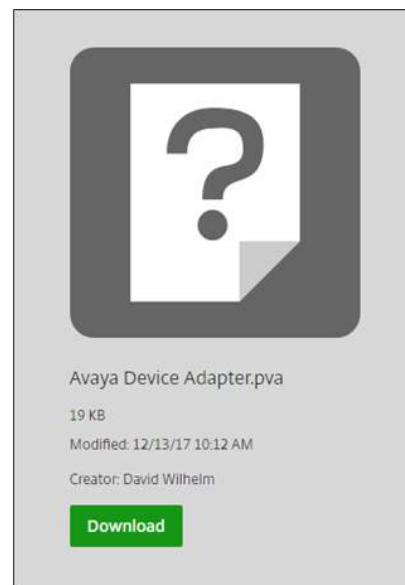 ?
Avaya Device Adapter.pva
19 KB
Modified: 12/13/17 10:12 AM
Creator: David Wilhelm
Download